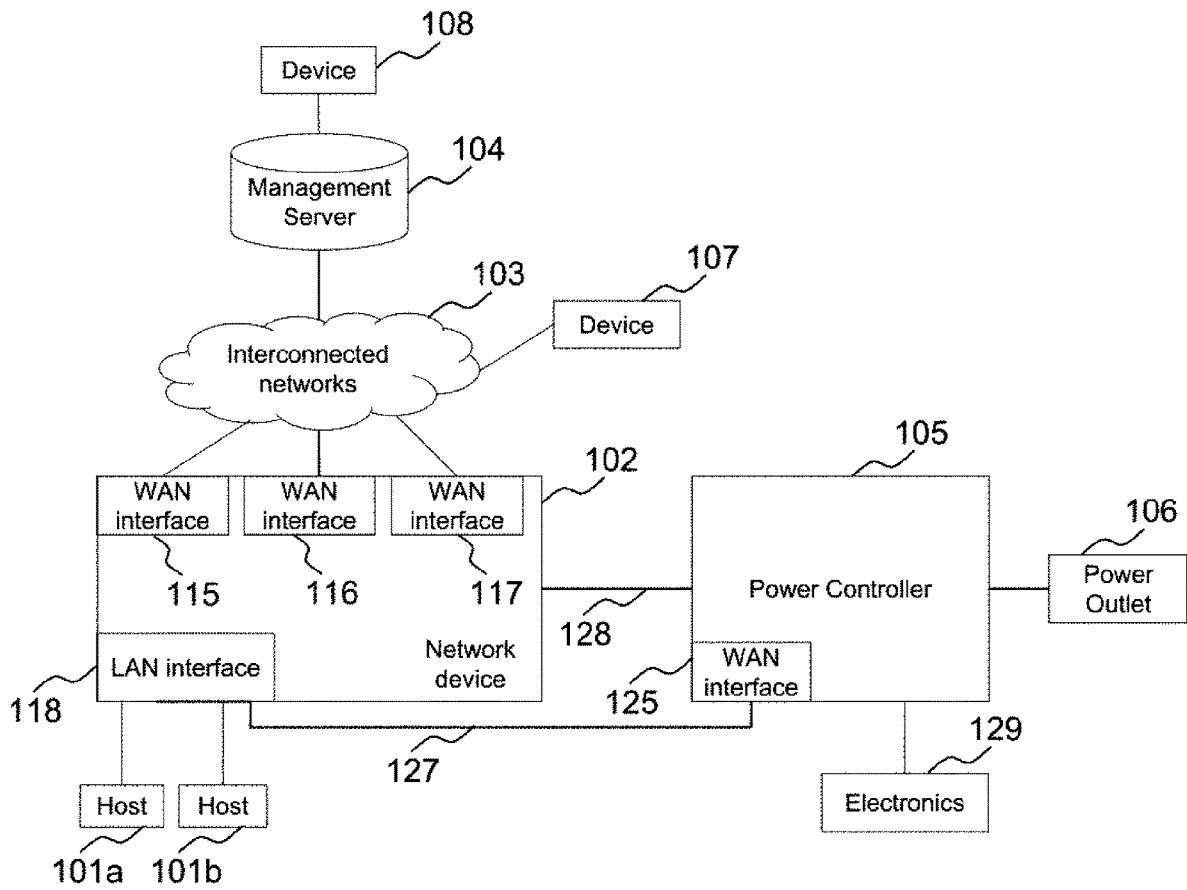 108
Device
104
Management
Server
107
103
Device
Interconnected
networks
105
102
WAN
interface
WAN
interface
WAN
interface
106
115
116
117
Power Controller
Power
Outlet
128
LAN interface
Network
device
WAN
interface
118
125
127
129
Host
Host
Electronics
101a
101b